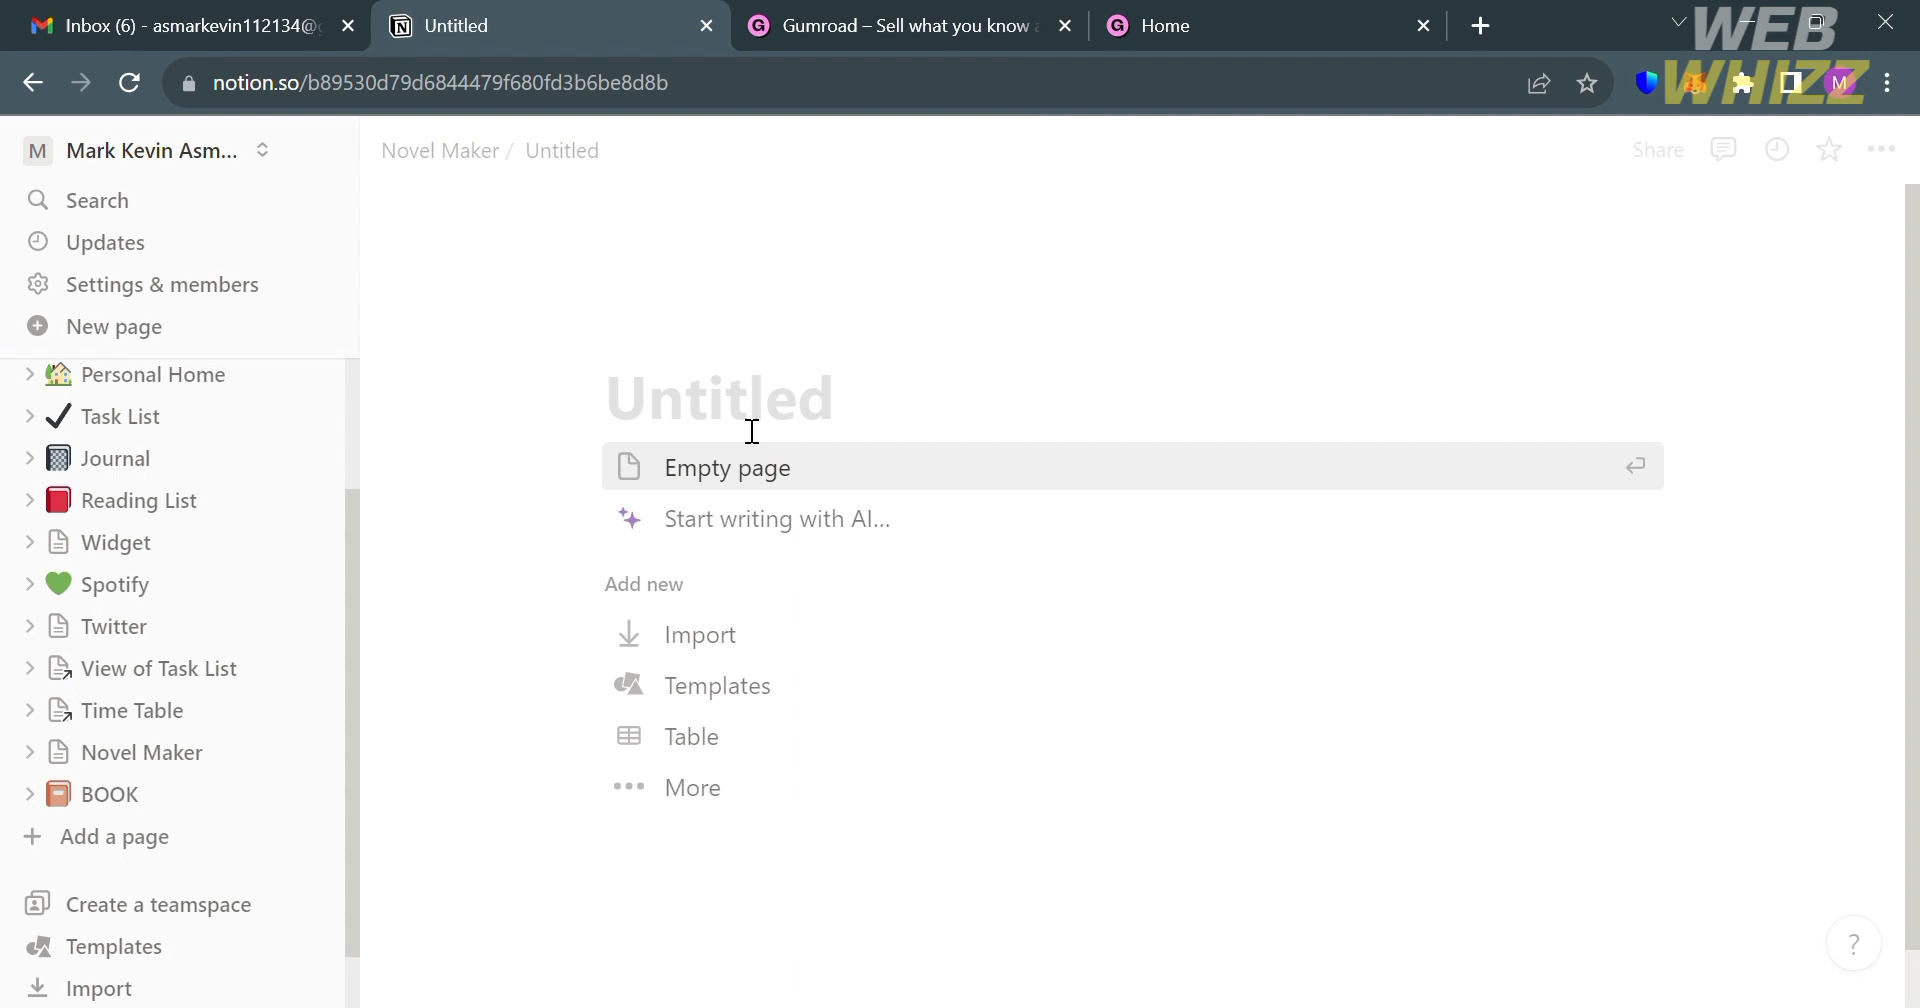 Inbox (6) - asmarkevin112134@g
Untitled
Gumroad – Sell what you know a
Home
WEB
WHIZZ
notion.so/b89530d79d6844479f680fd3b6be8d8b
M
M Mark Kevin Asm...
Novel Maker / Untitled
Share
Search
Updates
Settings & members
New page
Personal Home
Task List
Journal
Reading List
Widget
Spotify
Twitter
View of Task List
Time Table
Novel Maker
BOOK
Add a page
Create a teamspace
Templates
Import
Untitled
Empty page
Start writing with AI...
Add new
Import
Templates
Table
More
?